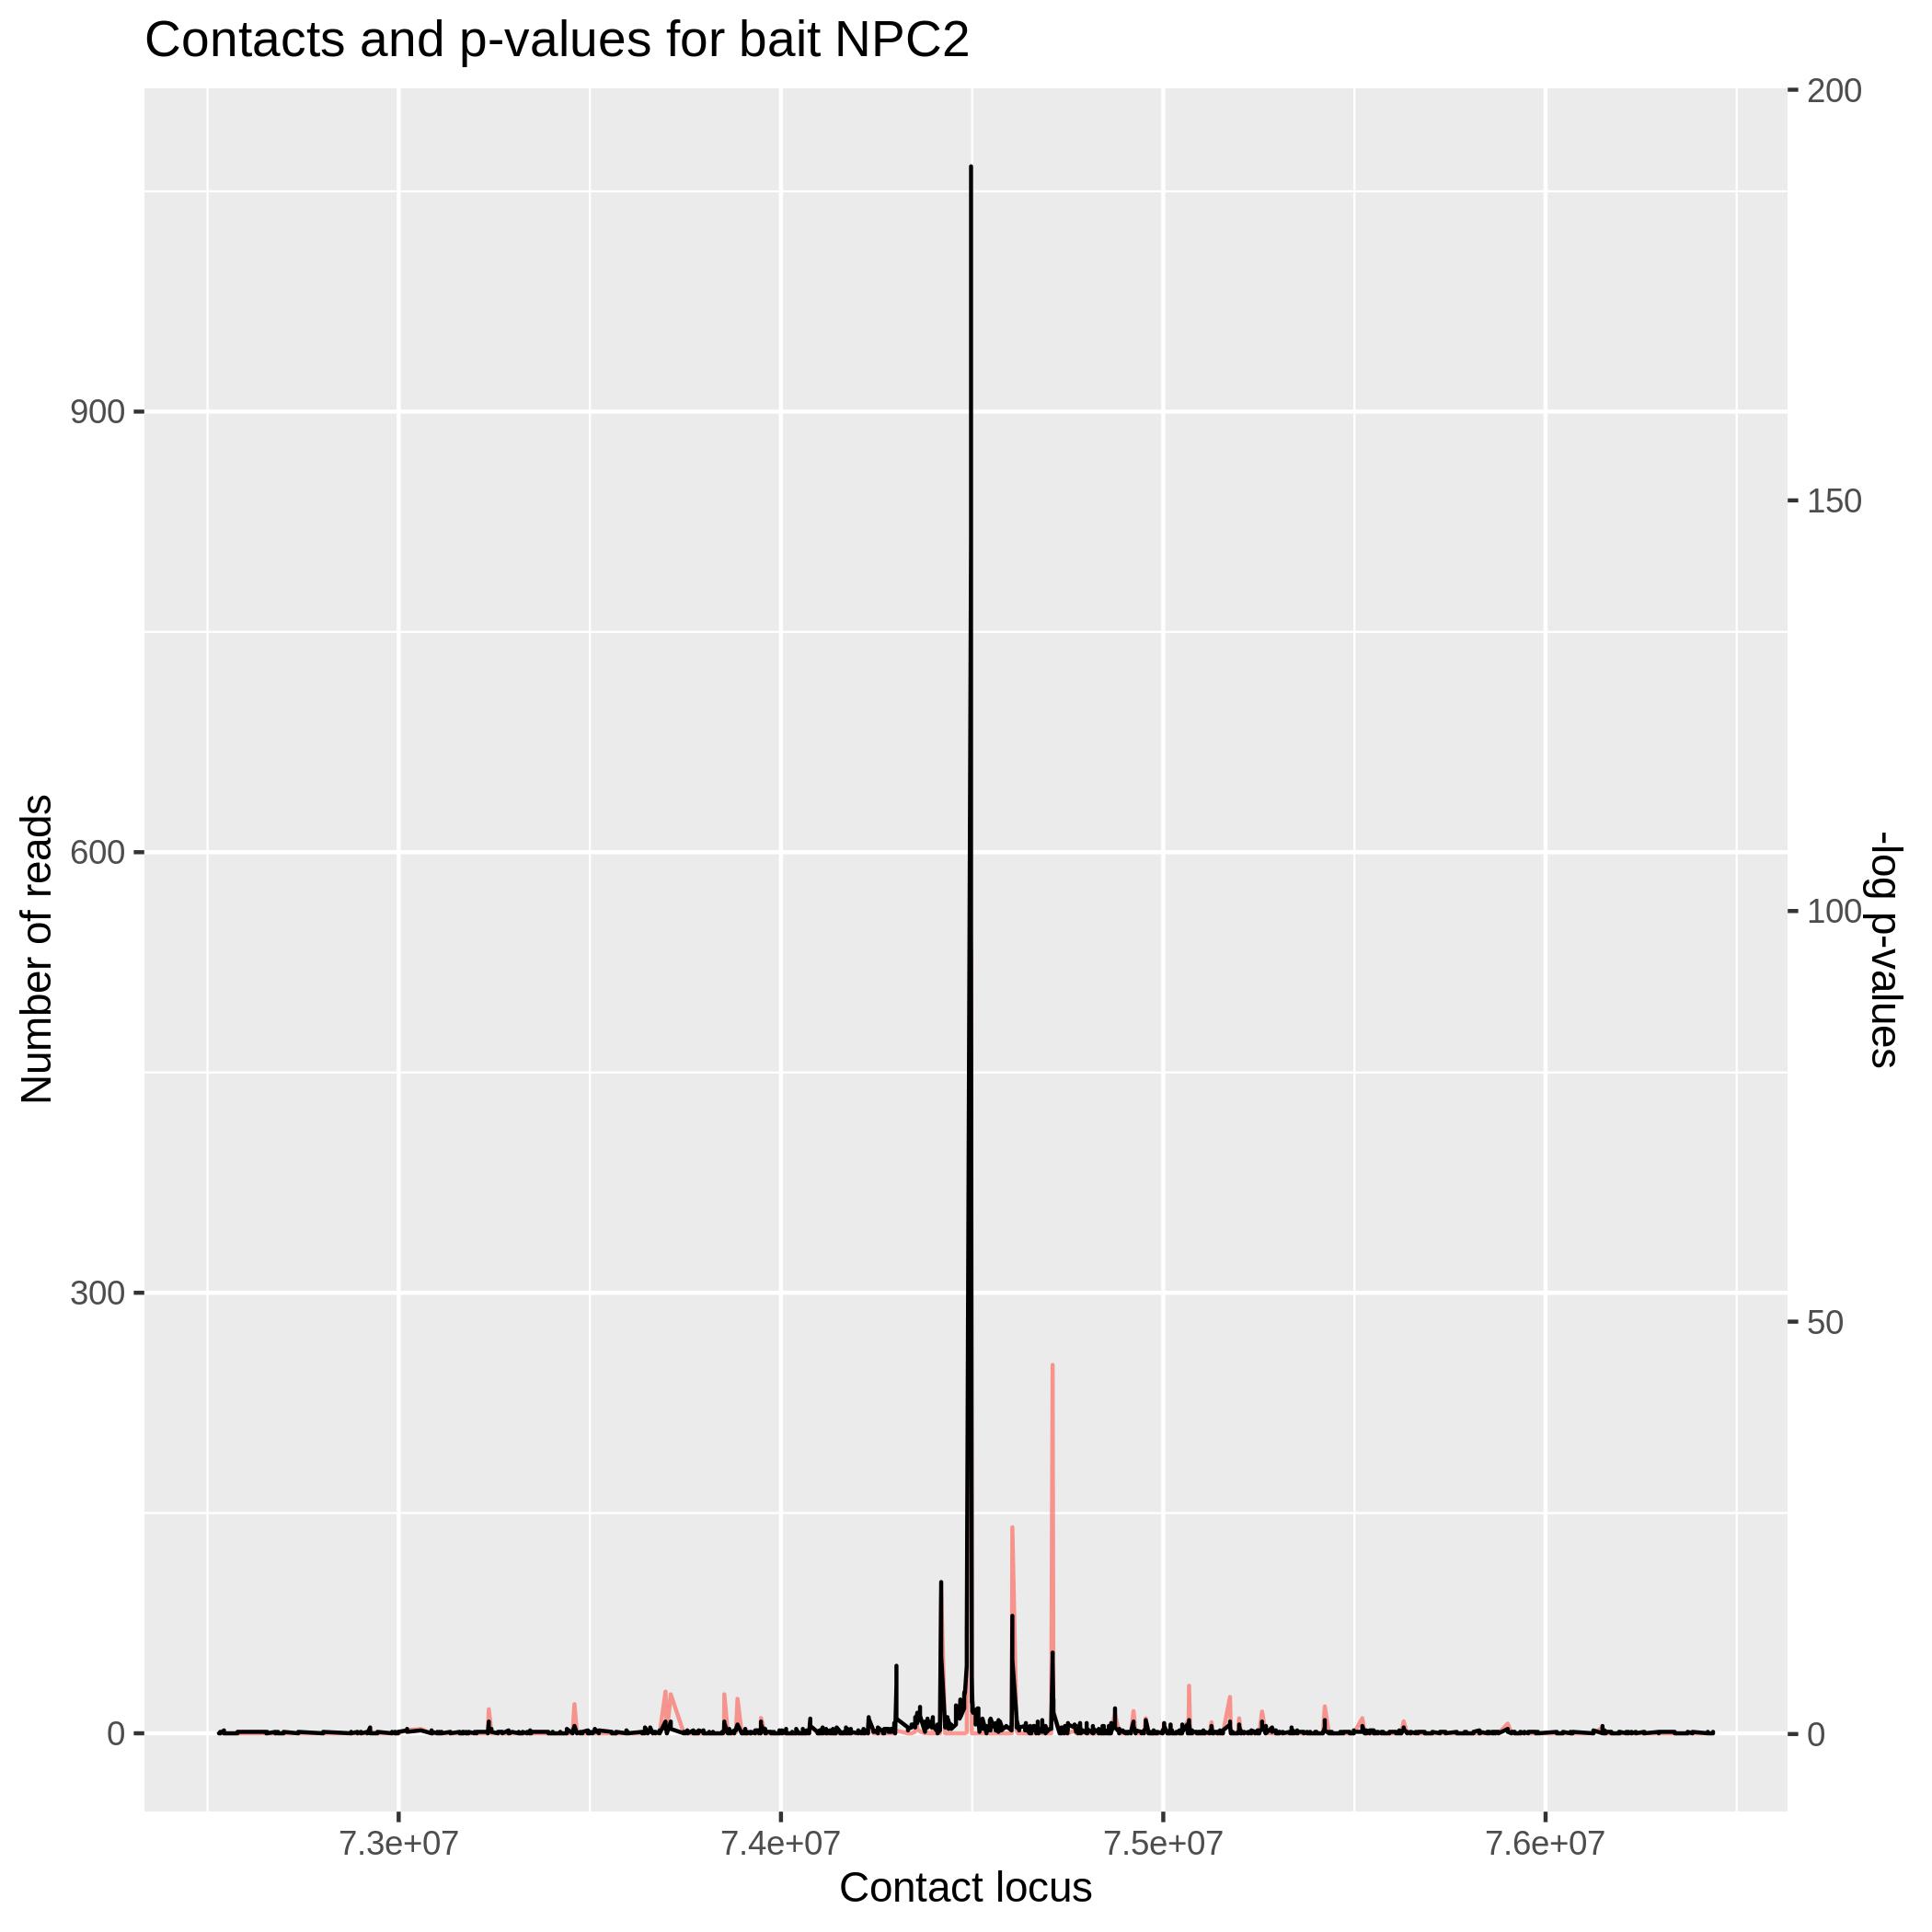 Contacts and p-values for bait NPC2
200
900
150
Number of reads
600
100
-log p-values
300
50
0
0
7.3e+07
7.4e+07
7.5e+07
7.6e+07
Contact locus